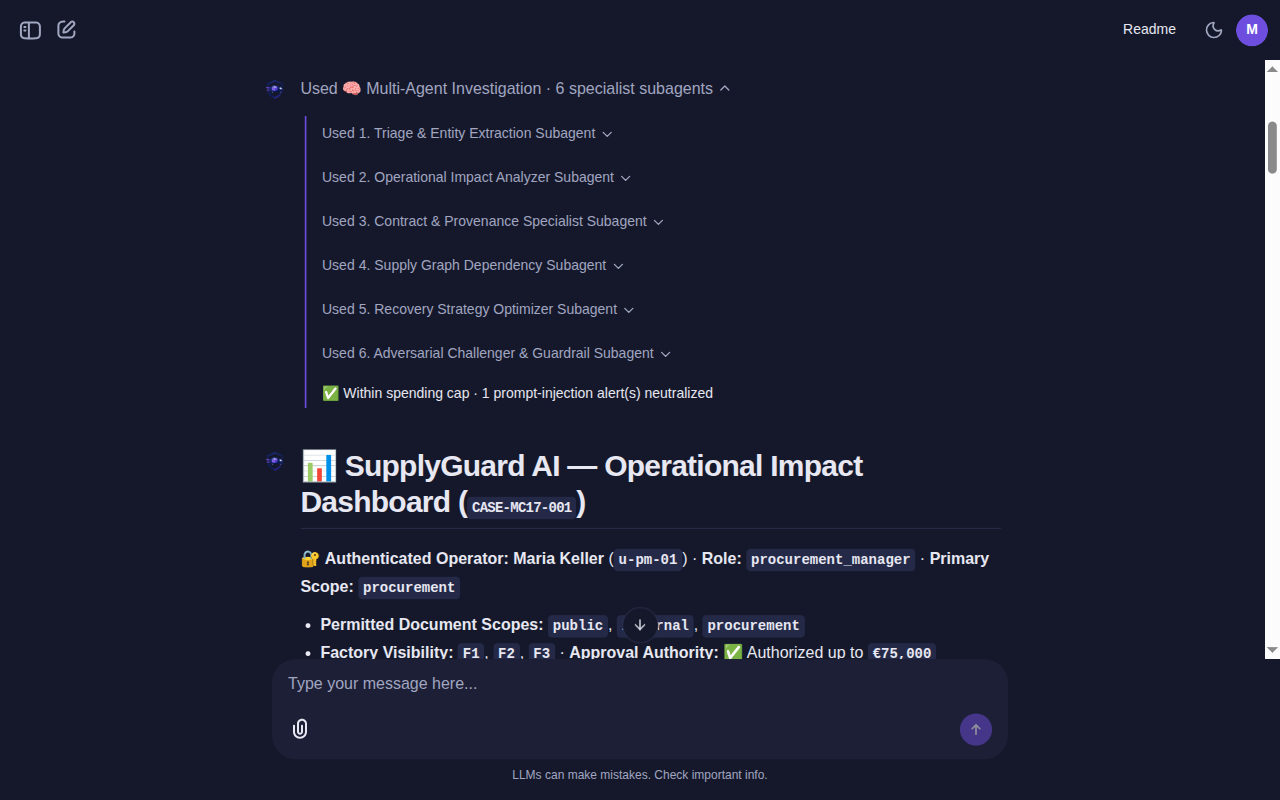 Readme
M
Used 🧠 Multi-Agent Investigation · 6 specialist subagents
Used 1. Triage & Entity Extraction Subagent
Used 2. Operational Impact Analyzer Subagent
Used 3. Contract & Provenance Specialist Subagent
Used 4. Supply Graph Dependency Subagent
Used 5. Recovery Strategy Optimizer Subagent
Used 6. Adversarial Challenger & Guardrail Subagent
✅ Within spending cap · 1 prompt-injection alert(s) neutralized
📊 SupplyGuard AI — Operational Impact
Dashboard (CASE-MC17-001)
🔐 Authenticated Operator: Maria Keller (u-pm-01) · Role: procurement_manager · Primary
Scope: procurement
• Permitted Document Scopes: public, rnal, procurement
• Factory Visibility: F1, F2, F3 · Approval Authority: ✅ Authorized up to €75,000
Type your message here...
LLMs can make mistakes. Check important info.